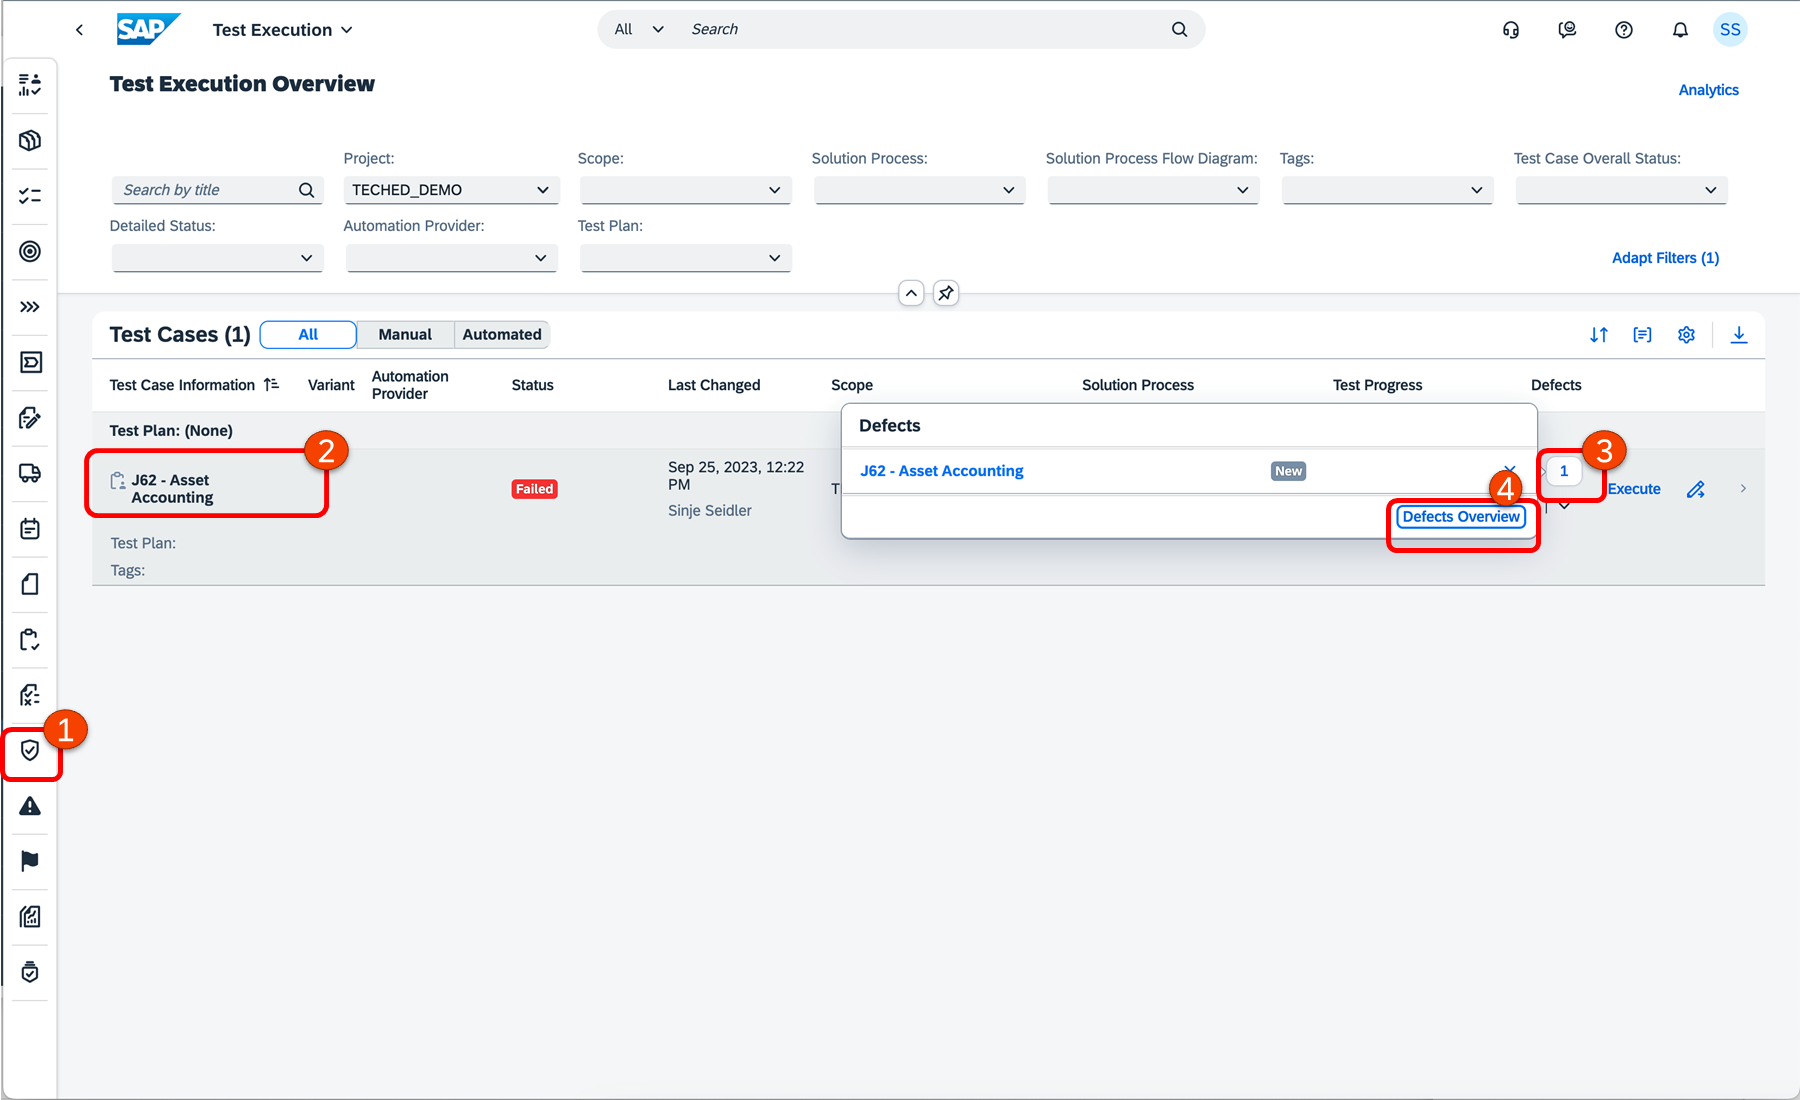 SAP Test Execution All Search SS
Test Execution Overview
Analytics
Project: Scope: Solution Process: Solution Process Flow Diagram: Tags: Test Case Overall Status:
Search by title TECHED_DEMO
Detailed Status: Automation Provider: Test Plan:
Adapt Filters (1)
Test Cases (1) All Manual Automated
Test Case Information Variant Automation Provider Status Last Changed Scope Solution Process Test Progress Defects
Test Plan: (None)
2
J62 - Asset
Accounting
Failed
Sep 25, 2023, 12:22
PM
Sinje Seidler
T
Defects
J62 - Asset Accounting New
3
1
4
Defects Overview
Execute
Test Plan:
Tags:
1